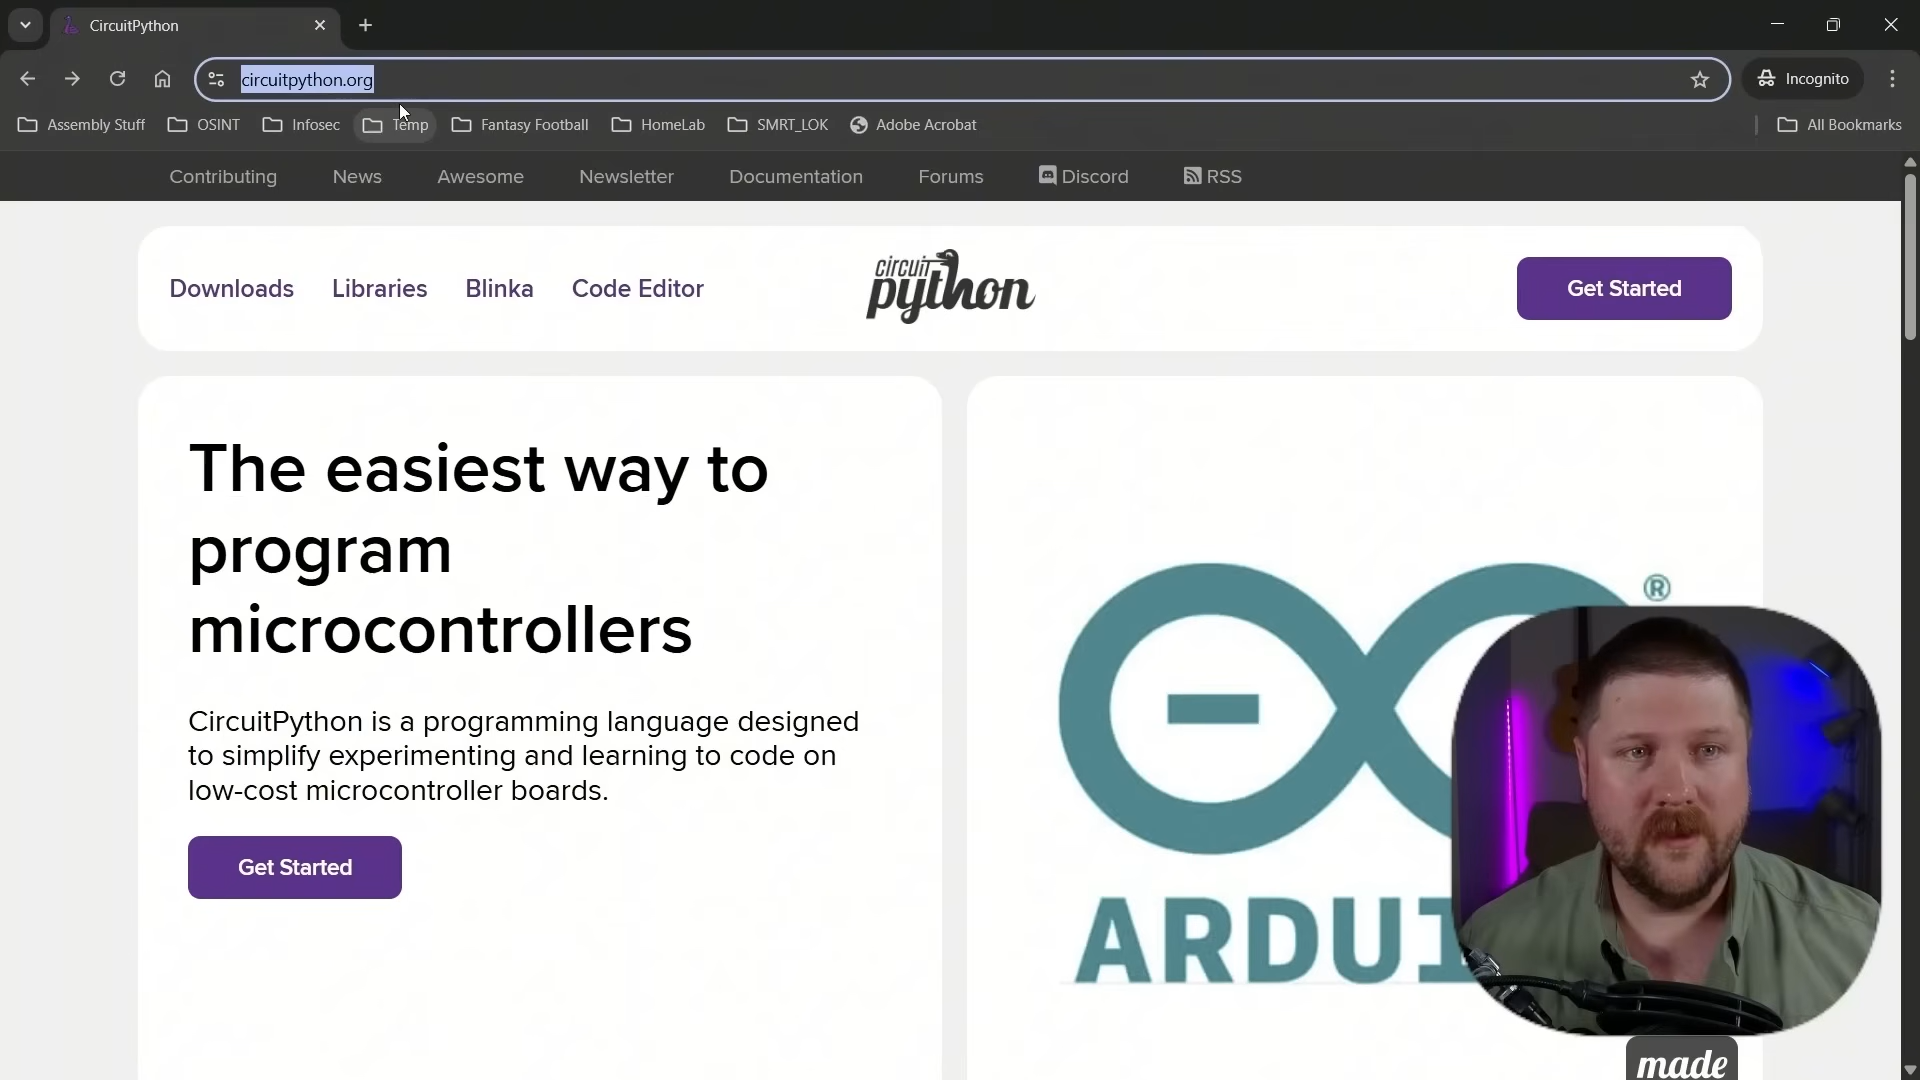 CircuitPython
circuitpython.org
Incognito
Assembly Stuff
OSINT
Infosec
Temp
Fantasy Football
HomeLab
SMRT_LOK
Adobe Acrobat
All Bookmarks
Contributing
News
Awesome
Newsletter
Documentation
Forums
Discord
RSS
Downloads
Libraries
Blinka
Code Editor
circuit
python
Get Started
The easiest way to
program
microcontrollers
CircuitPython is a programming language designed
to simplify experimenting and learning to code on
low-cost microcontroller boards.
Get Started
®
ARDUI
made